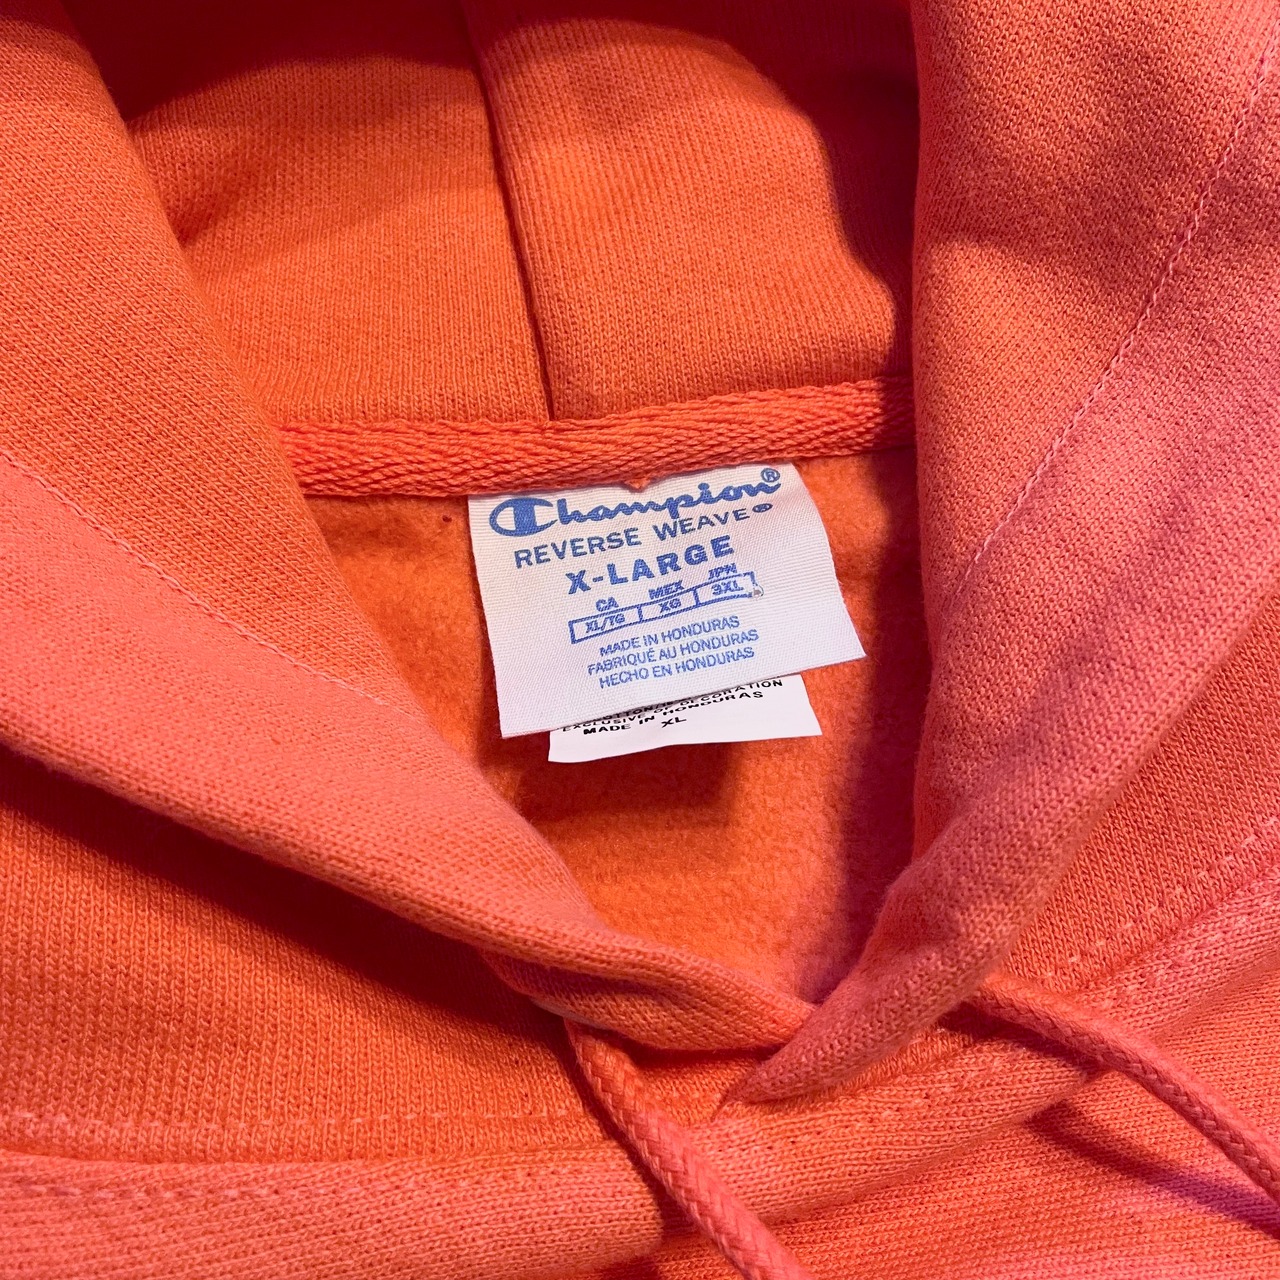 Champion®
REVERSE WEAVE®
X-LARGE
CA MEX JPN
XL/TG XG 3XL
MADE IN HONDURAS
FABRIQUÉ AU HONDURAS
HECHO EN HONDURAS
DECORATION
EXCLUSIVE OF
MADE IN HONDURAS
XL